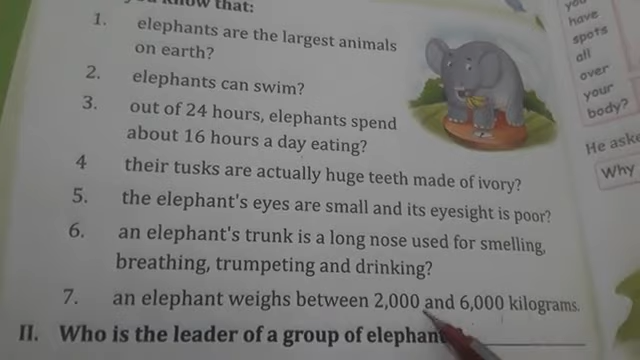 know that:
1. elephants are the largest animals
on earth?
2. elephants can swim?
3. out of 24 hours, elephants spend
about 16 hours a day eating?
4 their tusks are actually huge teeth made of ivory?
5. the elephant's eyes are small and its eyesight is poor?
6. an elephant's trunk is a long nose used for smelling,
breathing, trumpeting and drinking?
7. an elephant weighs between 2,000 and 6,000 kilograms.
II. Who is the leader of a group of elephant
you
have
spots
all
over
your
body?
He aske
Why